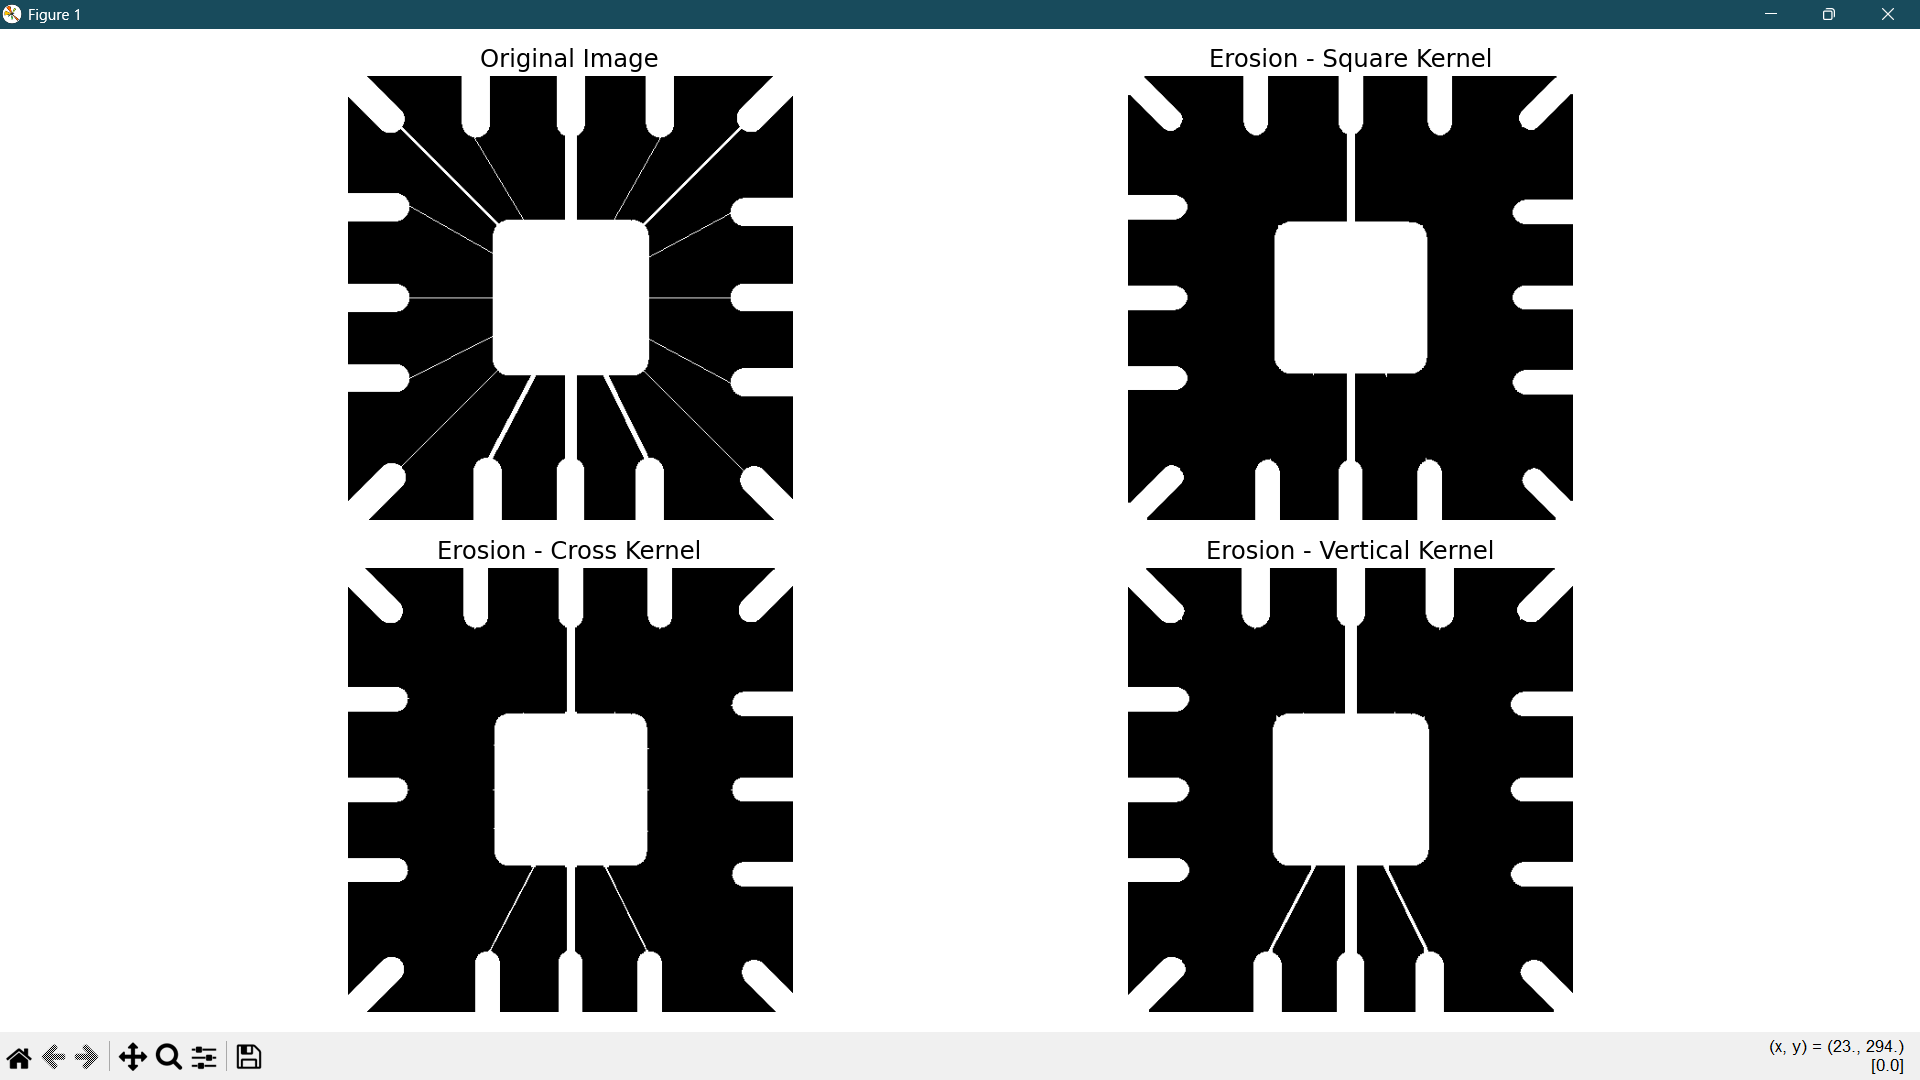 Figure 1
Original Image
Erosion - Square Kernel
Erosion - Cross Kernel
Erosion - Vertical Kernel
(x, y) = (23., 294.)
[0.0]